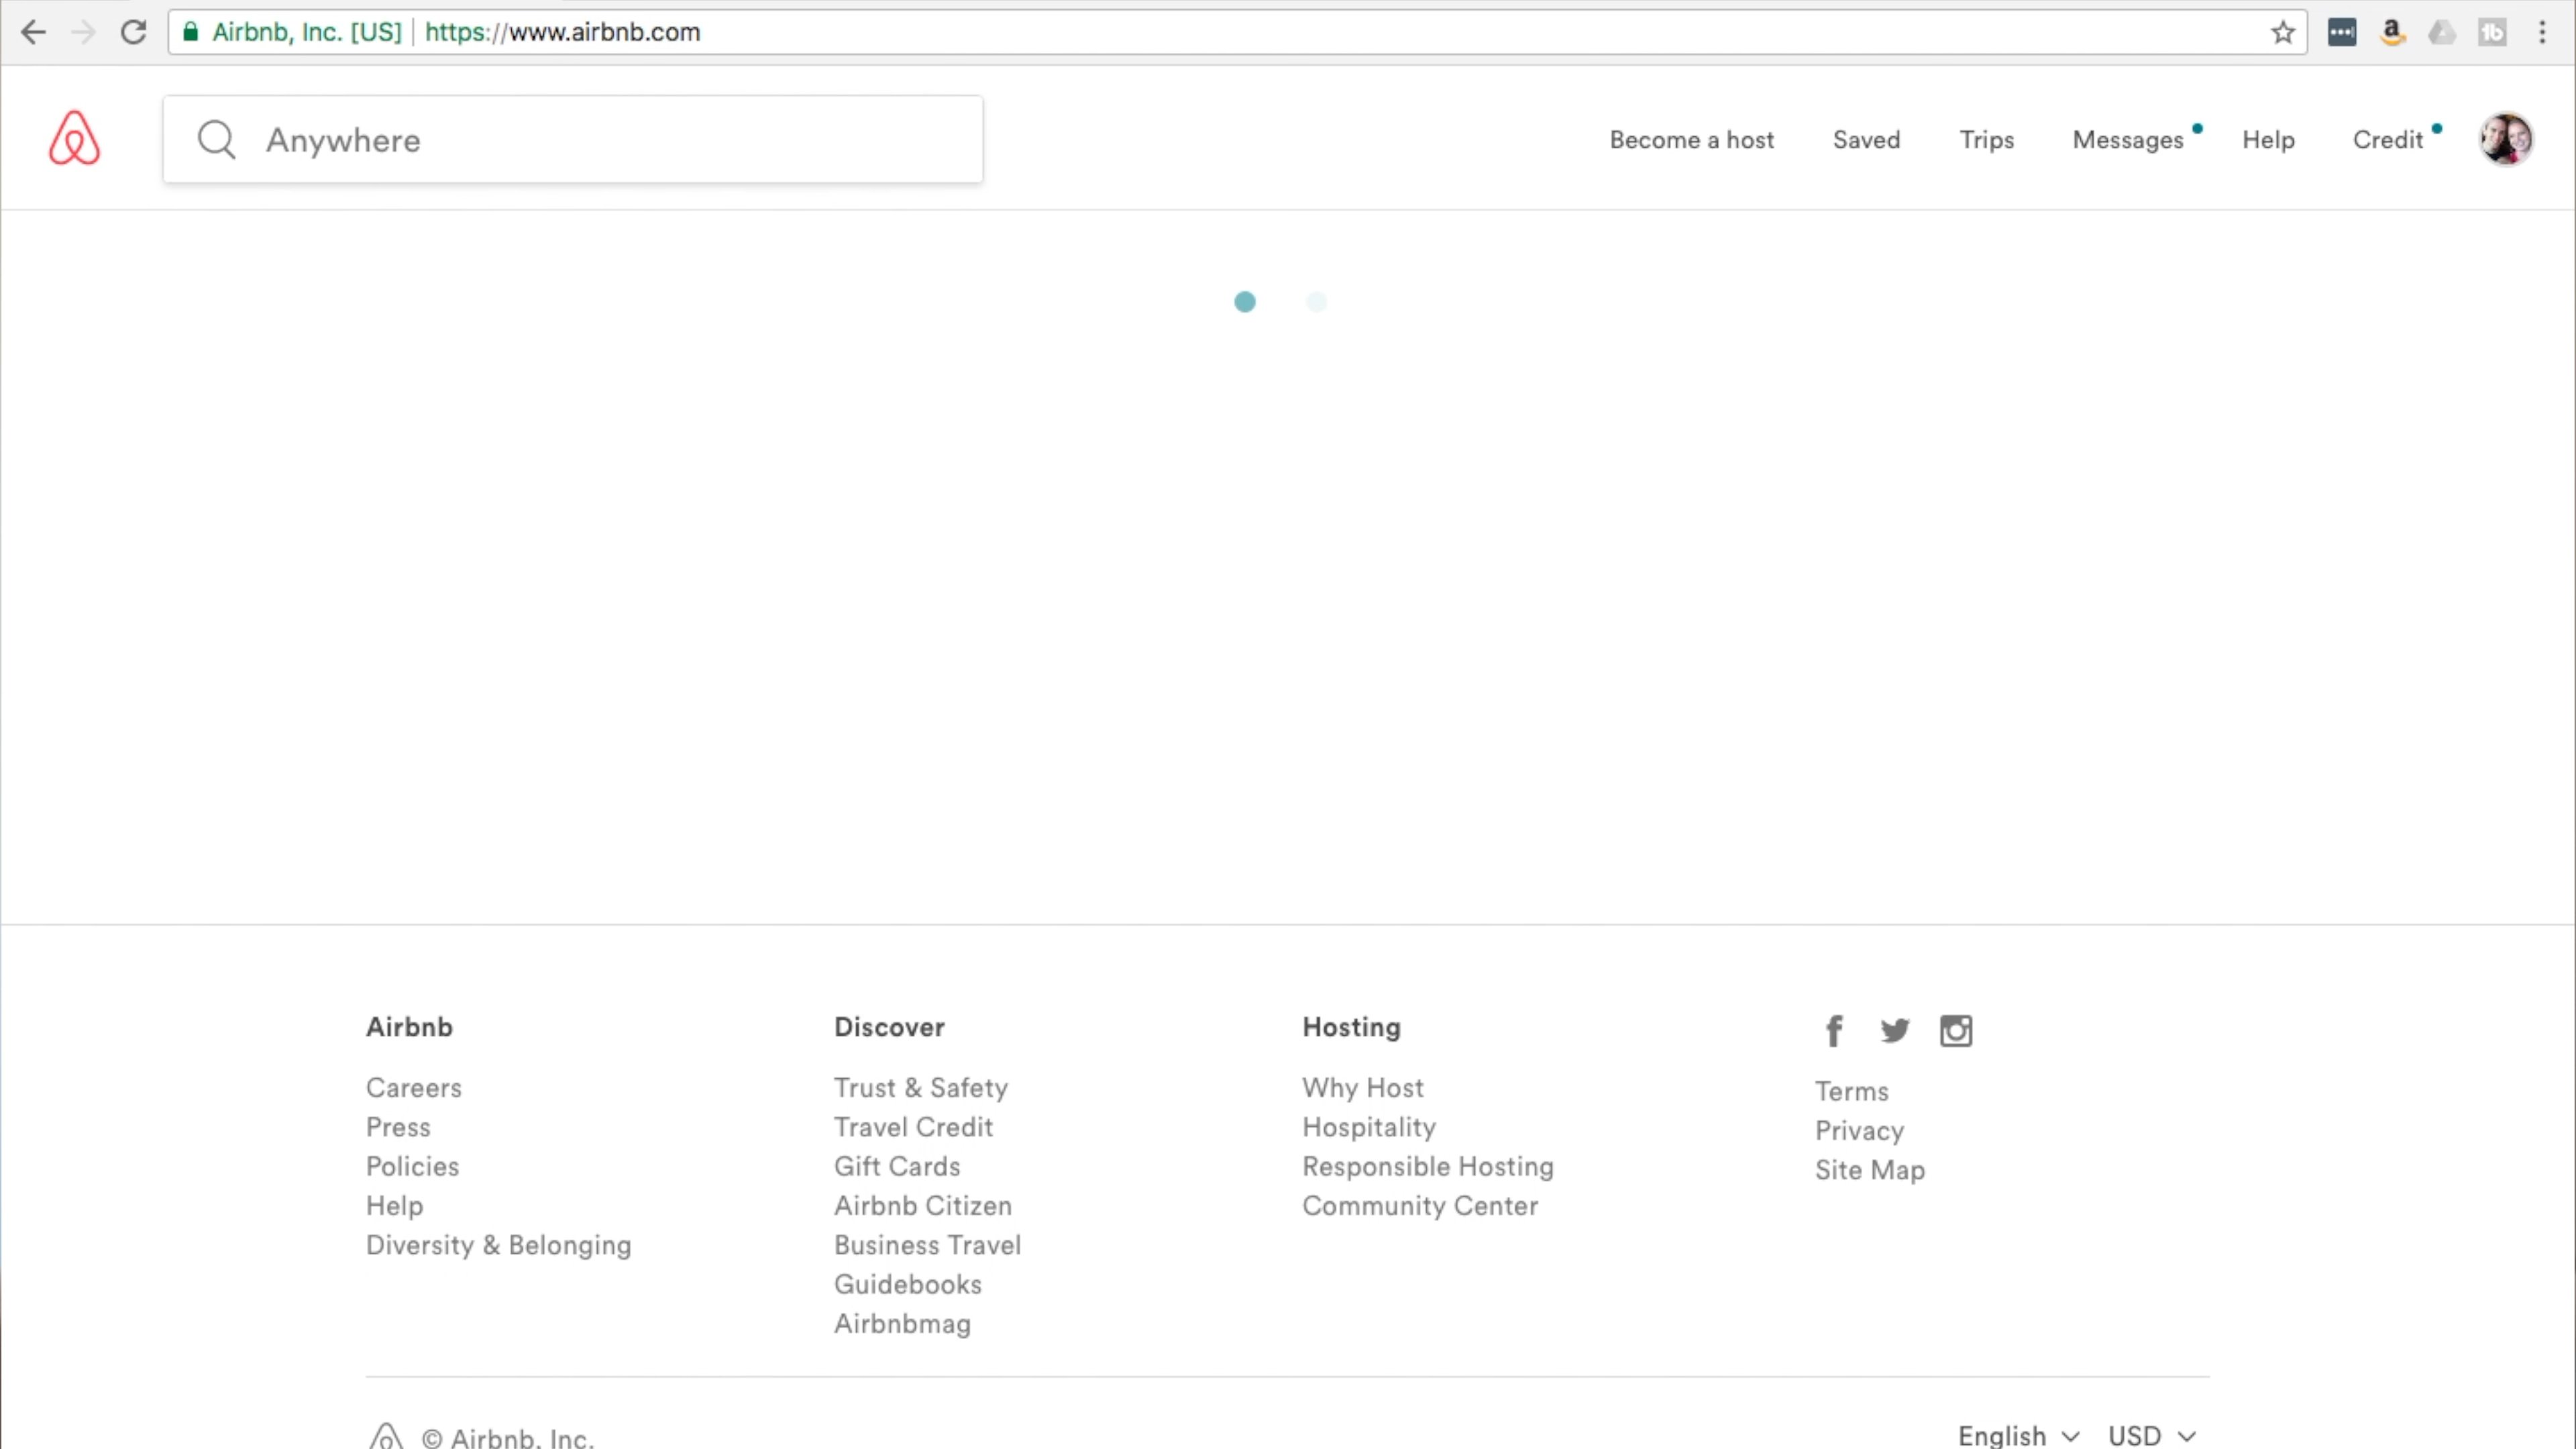 Airbnb, Inc. [US] | https://www.airbnb.com
Anywhere
Become a host
Saved
Trips
Messages
Help
Credit
Airbnb
Careers
Press
Policies
Help
Diversity & Belonging
Discover
Trust & Safety
Travel Credit
Gift Cards
Airbnb Citizen
Business Travel
Guidebooks
Airbnbmag
Hosting
Why Host
Hospitality
Responsible Hosting
Community Center
Terms
Privacy
Site Map
© Airbnb, Inc.
English
USD